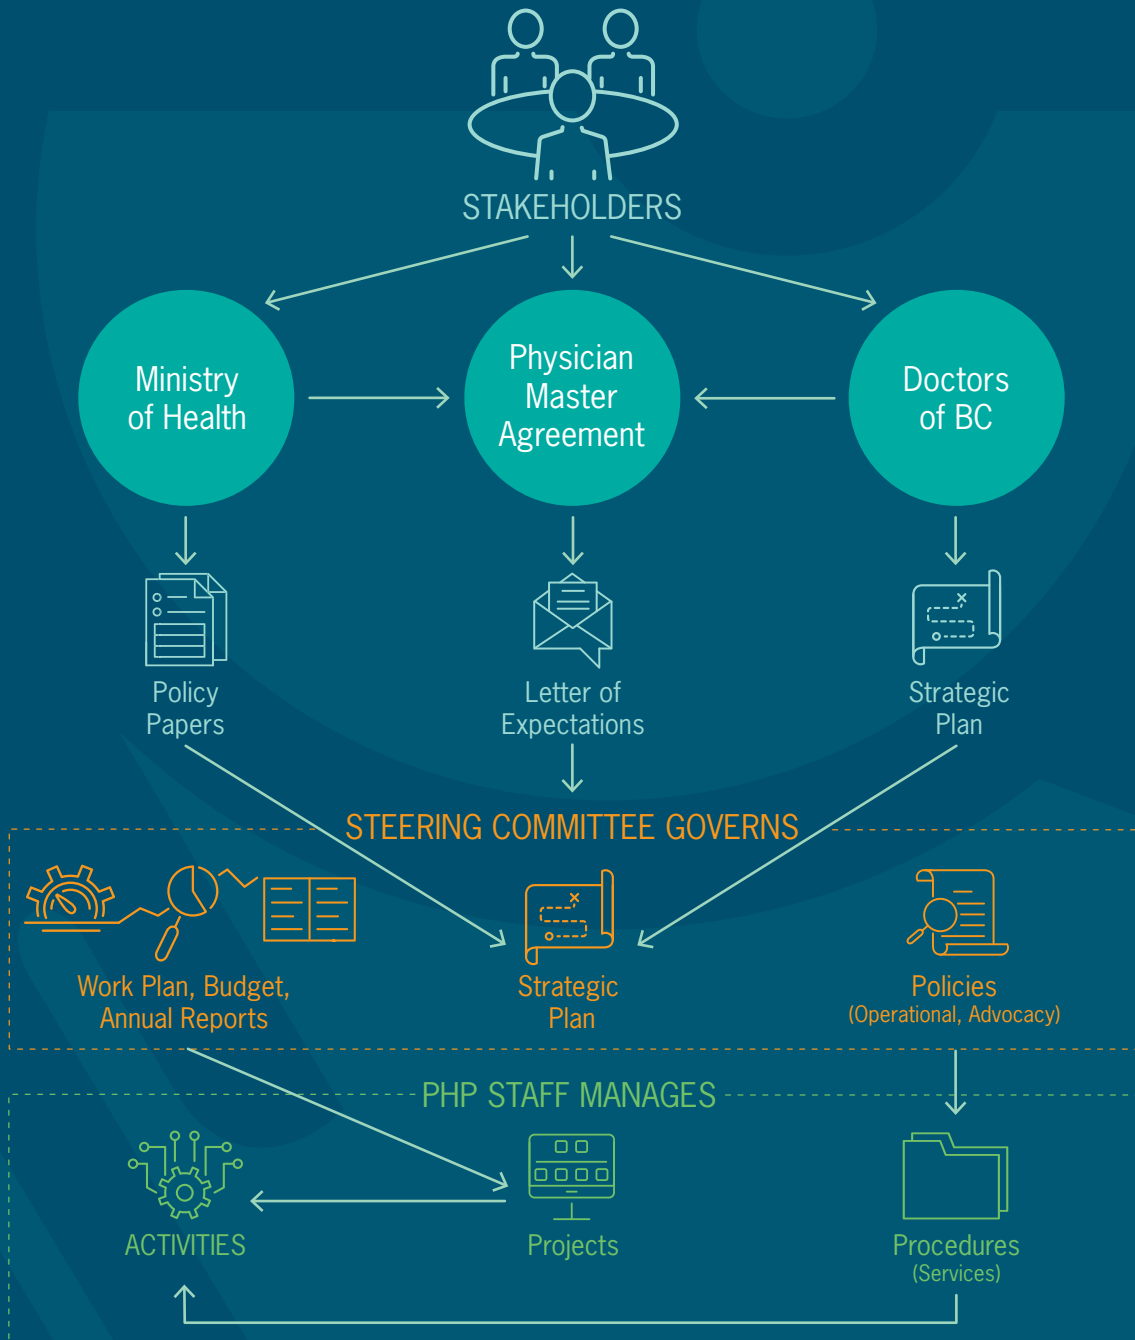 STAKEHOLDERS
Ministry
of Health
Physician
Master
Agreement
Doctors
of BC
Policy
Papers
Letter of
Expectations
Strategic
Plan
STEERING COMMITTEE GOVERNS
Work Plan, Budget,
Annual Reports
Strategic
Plan
Policies
(Operational, Advocacy)
PHP STAFF MANAGES
ACTIVITIES
Projects
Procedures
(Services)